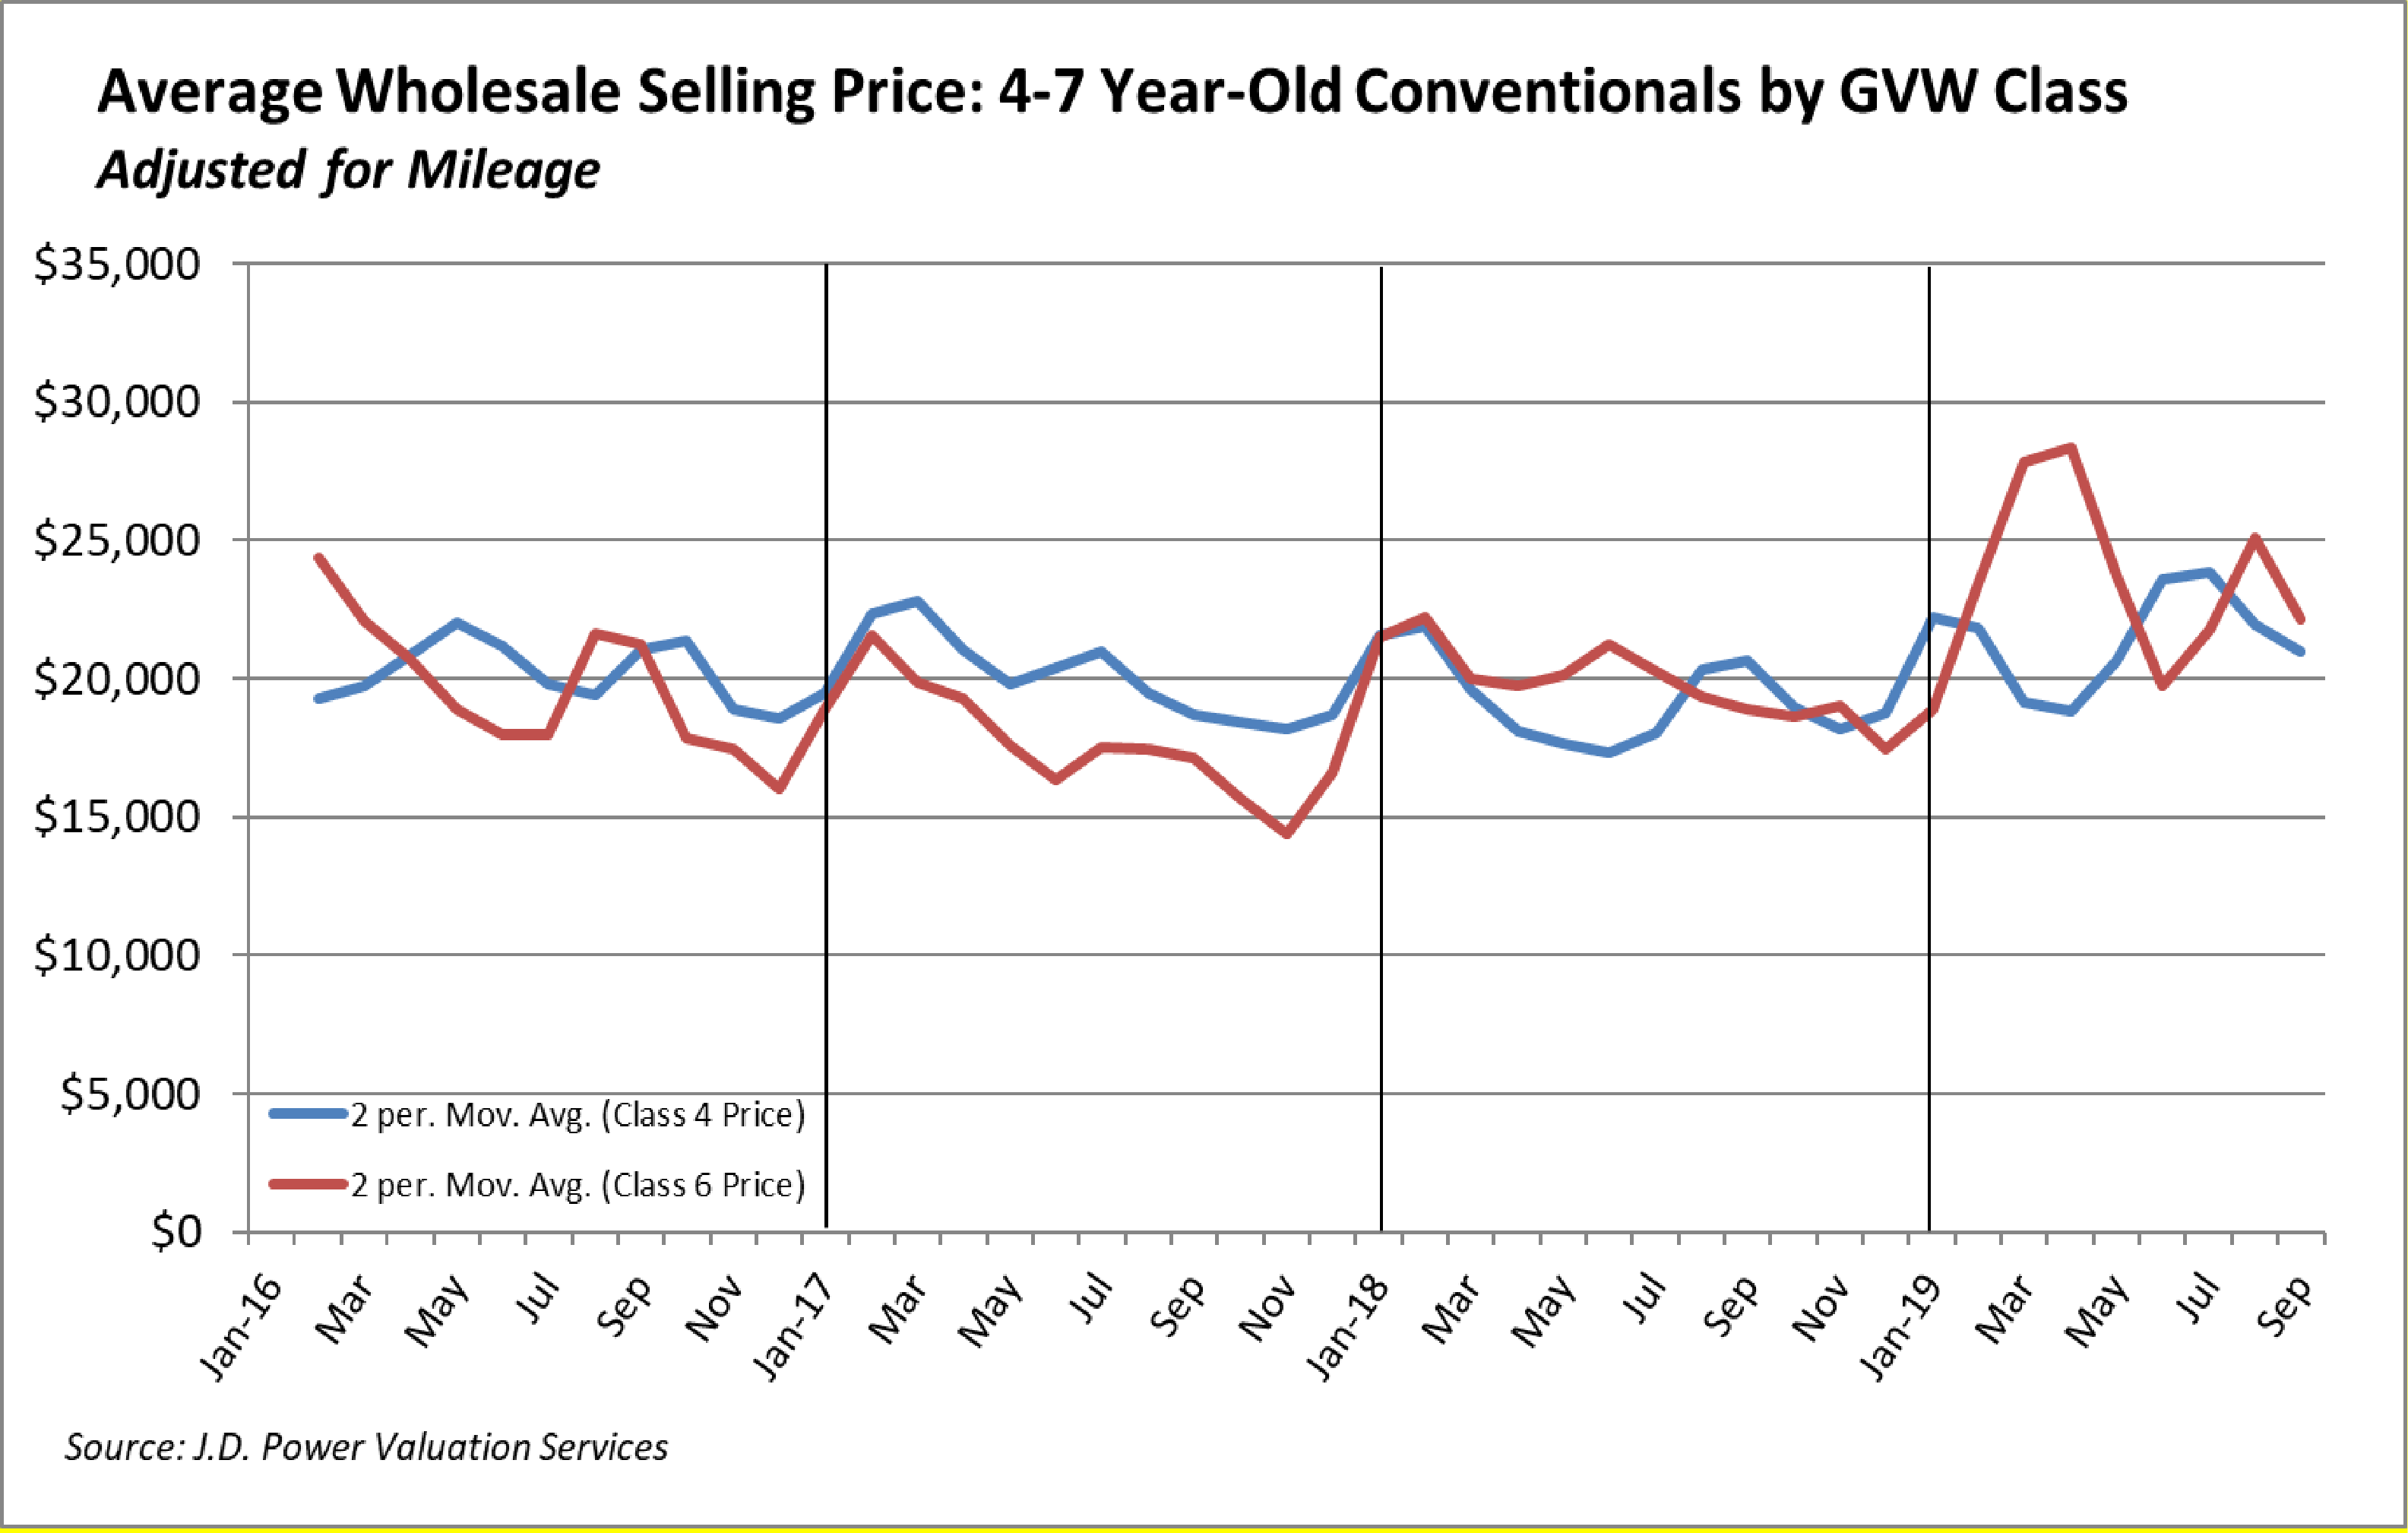 Average Wholesale Selling Price: 4-7 Year-Old Conventionals by GVW Class
Adjusted for Mileage
$35,000
$30,000
$25,000
$20,000
$15,000
$10,000
$5,000
$0
2 per. Mov. Avg. (Class 4 Price)
2 per. Mov. Avg. (Class 6 Price)
Jan-16 Mar May Jul Sep Nov Jan-17 Mar May Jul Sep Nov Jan-18 Mar May Jul Sep Nov Jan-19 Mar May Jul Sep
Source: J.D. Power Valuation Services